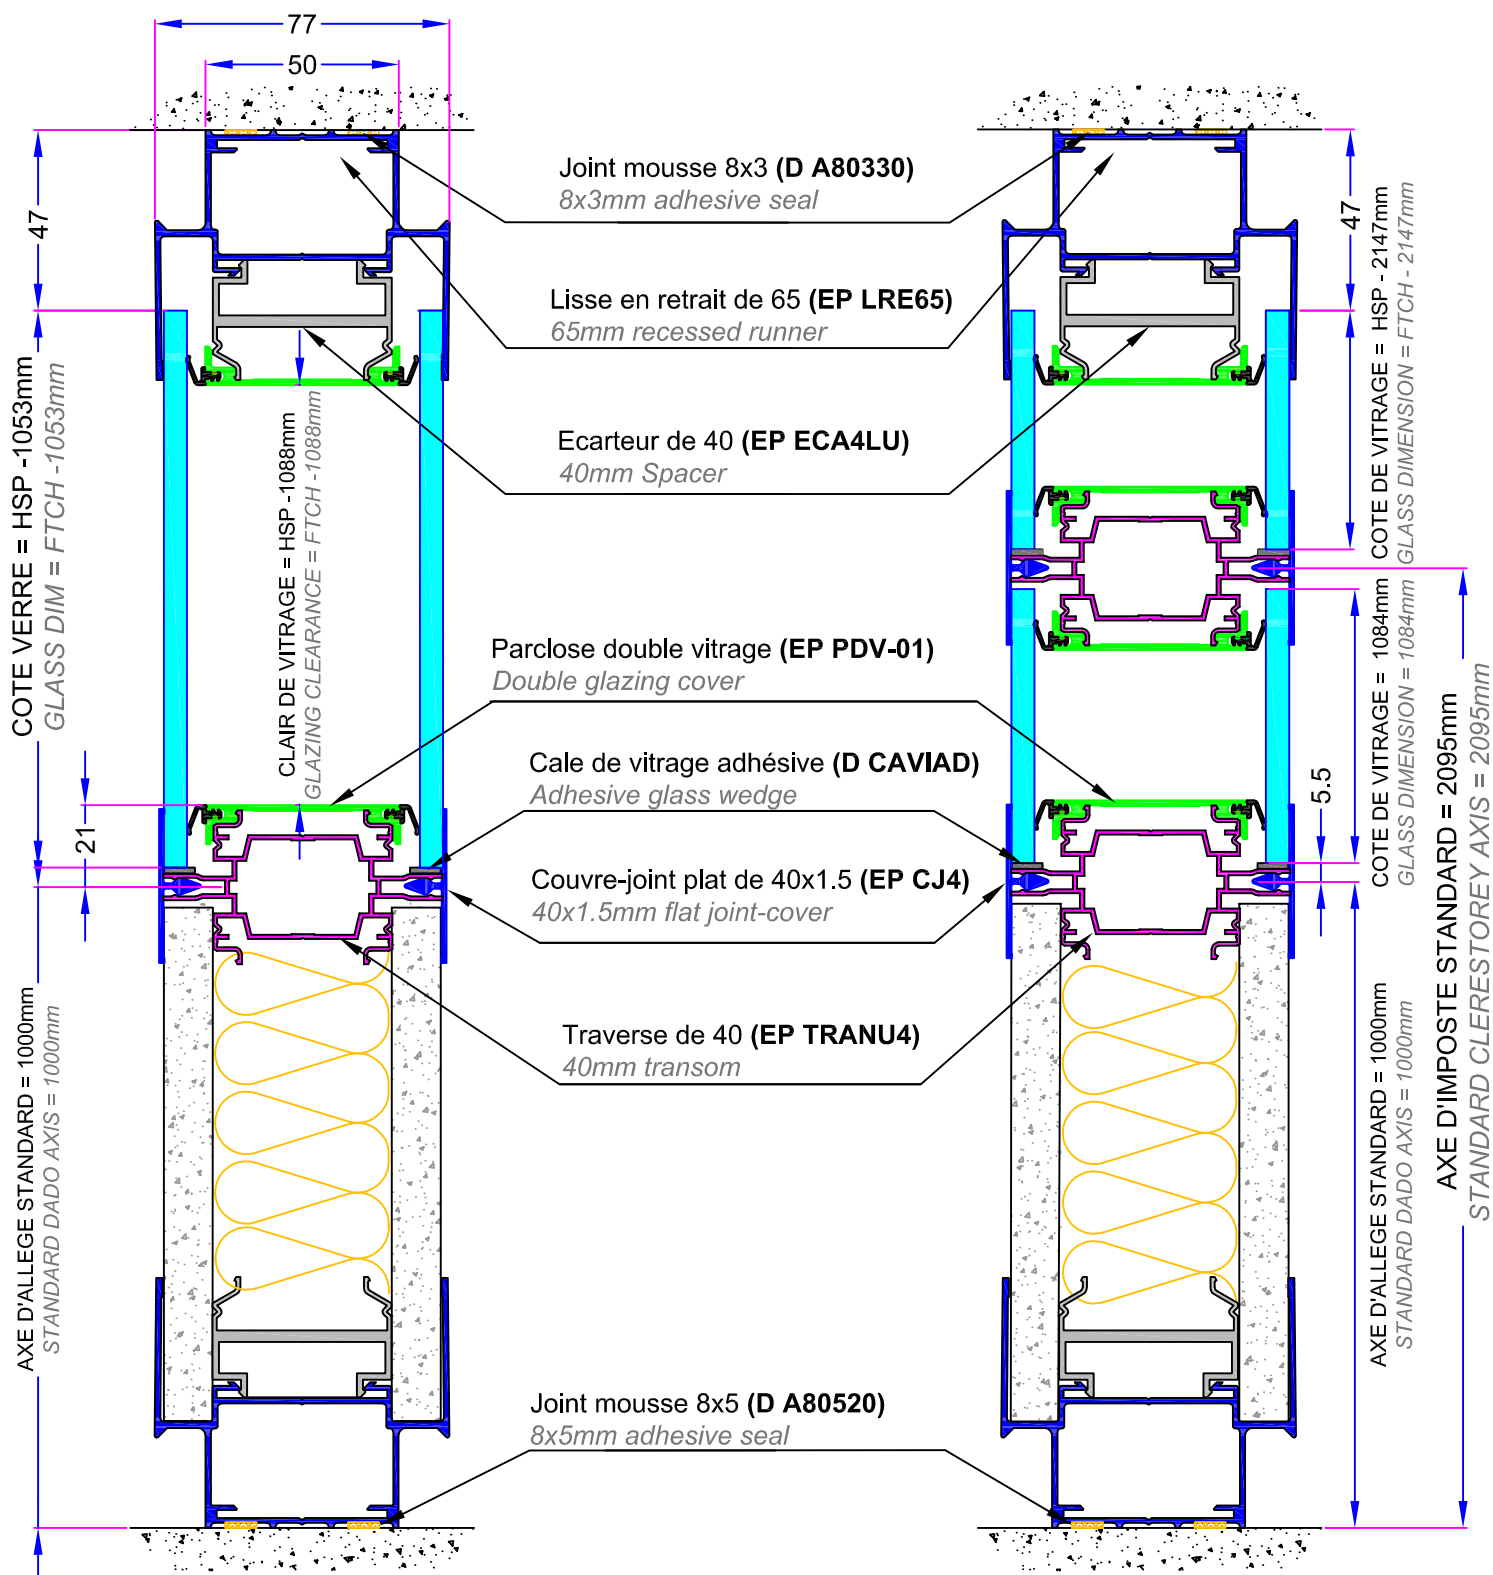 77
50
47
COTE VERRE = HSP -1053mm
GLASS DIM = FTCH -1053mm
21
AXE D'ALLEGE STANDARD = 1000mm
STANDARD DADO AXIS = 1000mm
CLAIR DE VITRAGE = HSP -1088mm
GLAZING CLEARANCE = FTCH -1088mm
Joint mousse 8x3 (D A80330)
8x3mm adhesive seal
Lisse en retrait de 65 (EP LRE65)
65mm recessed runner
Ecarteur de 40 (EP ECA4LU)
40mm Spacer
Parclose double vitrage (EP PDV-01)
Double glazing cover
Cale de vitrage adhésive (D CAVIAD)
Adhesive glass wedge
Couvre-joint plat de 40x1.5 (EP CJ4)
40x1.5mm flat joint-cover
Traverse de 40 (EP TRANU4)
40mm transom
Joint mousse 8x5 (D A80520)
8x5mm adhesive seal
47
COTE DE VITRAGE = HSP - 2147mm
GLASS DIMENSION = FTCH - 2147mm
5.5
COTE DE VITRAGE = 1084mm
GLASS DIMENSION = 1084mm
AXE D'ALLEGE STANDARD = 1000mm
STANDARD DADO AXIS = 1000mm
AXE D'IMPOSTE STANDARD = 2095mm
STANDARD CLERESTOREY AXIS = 2095mm